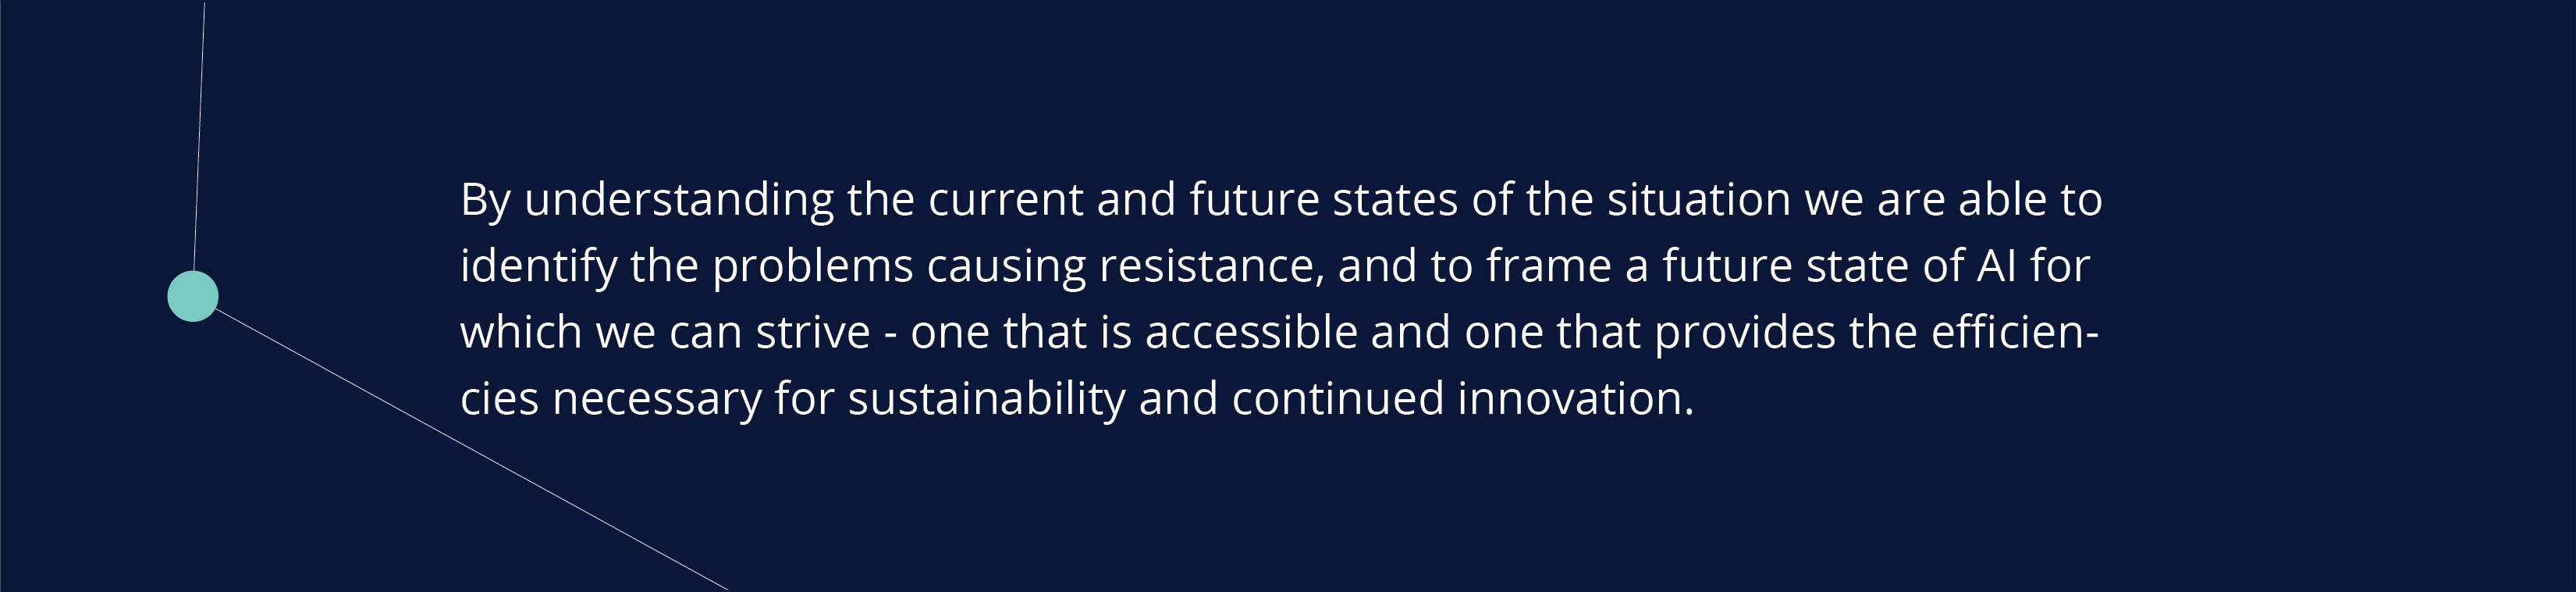 By understanding the current and future states of the situation we are able to
identify the problems causing resistance, and to frame a future state of AI for
which we can strive - one that is accessible and one that provides the efficien-
cies necessary for sustainability and continued innovation.